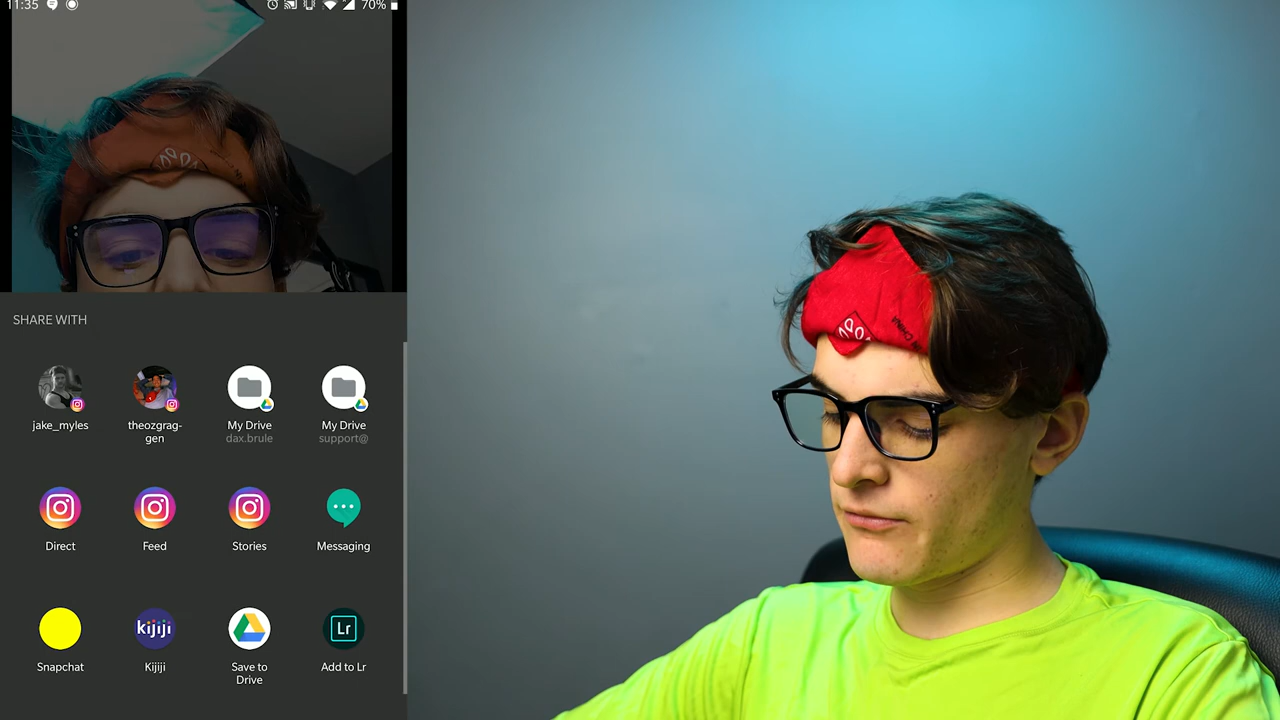 11:35
70%
SHARE WITH
jake_myles
theozgrag-
gen
My Drive
dax.brule
My Drive
support@
Direct
Feed
Stories
Messaging
Snapchat
kijiji
Kijiji
Save to
Drive
Lr
Add to Lr
CHINA